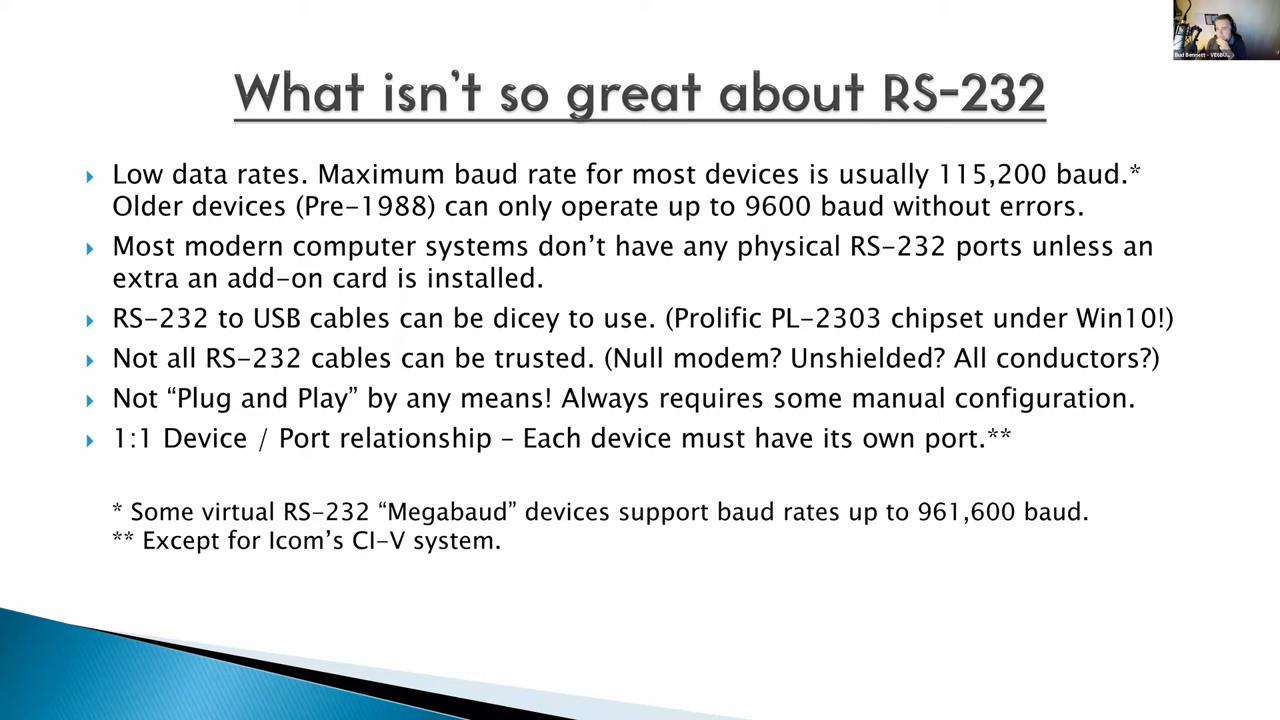 Bud Bennett - VE6BU...
What isn't so great about RS-232
Low data rates. Maximum baud rate for most devices is usually 115,200 baud.*
Older devices (Pre-1988) can only operate up to 9600 baud without errors.
Most modern computer systems don't have any physical RS-232 ports unless an
extra an add-on card is installed.
RS-232 to USB cables can be dicey to use. (Prolific PL-2303 chipset under Win10!)
Not all RS-232 cables can be trusted. (Null modem? Unshielded? All conductors?)
Not “Plug and Play” by any means! Always requires some manual configuration.
1:1 Device / Port relationship – Each device must have its own port.**
* Some virtual RS-232 “Megabaud” devices support baud rates up to 961,600 baud.
** Except for Icom's CI-V system.